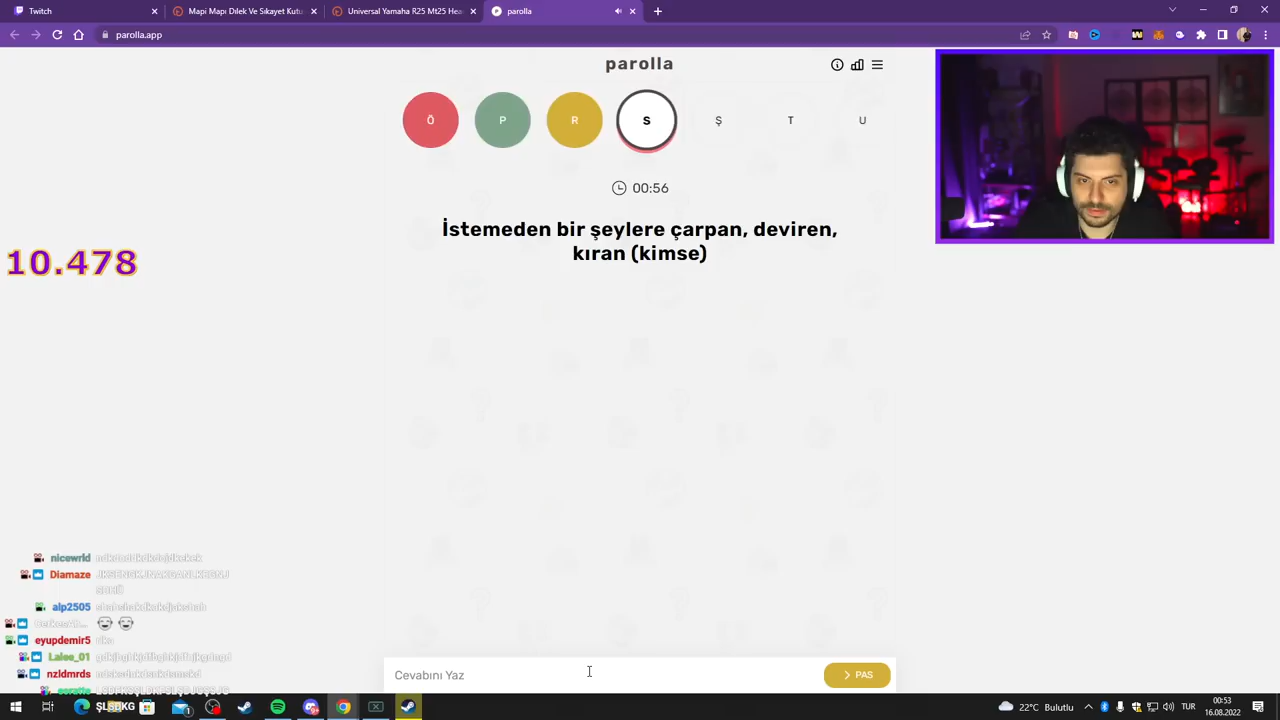 Twitch
Mapi Mapı Dilek Ve Sıkayet Kutu
Universal Yamaha R25 Mt25 Hea
parolla
parolla.app
parolla
Ö
P
R
S
Ş
T
U
00:56
İstemeden bir şeylere çarpan, deviren,
kıran (kimse)
10.478
nicewrld
Diamaze
alp2505
eyupdemir5
Lalee_01
nzldmrds
Cevabını Yaz
PAS
22°C Bulutlu
TUR
00:53
16.08.2022